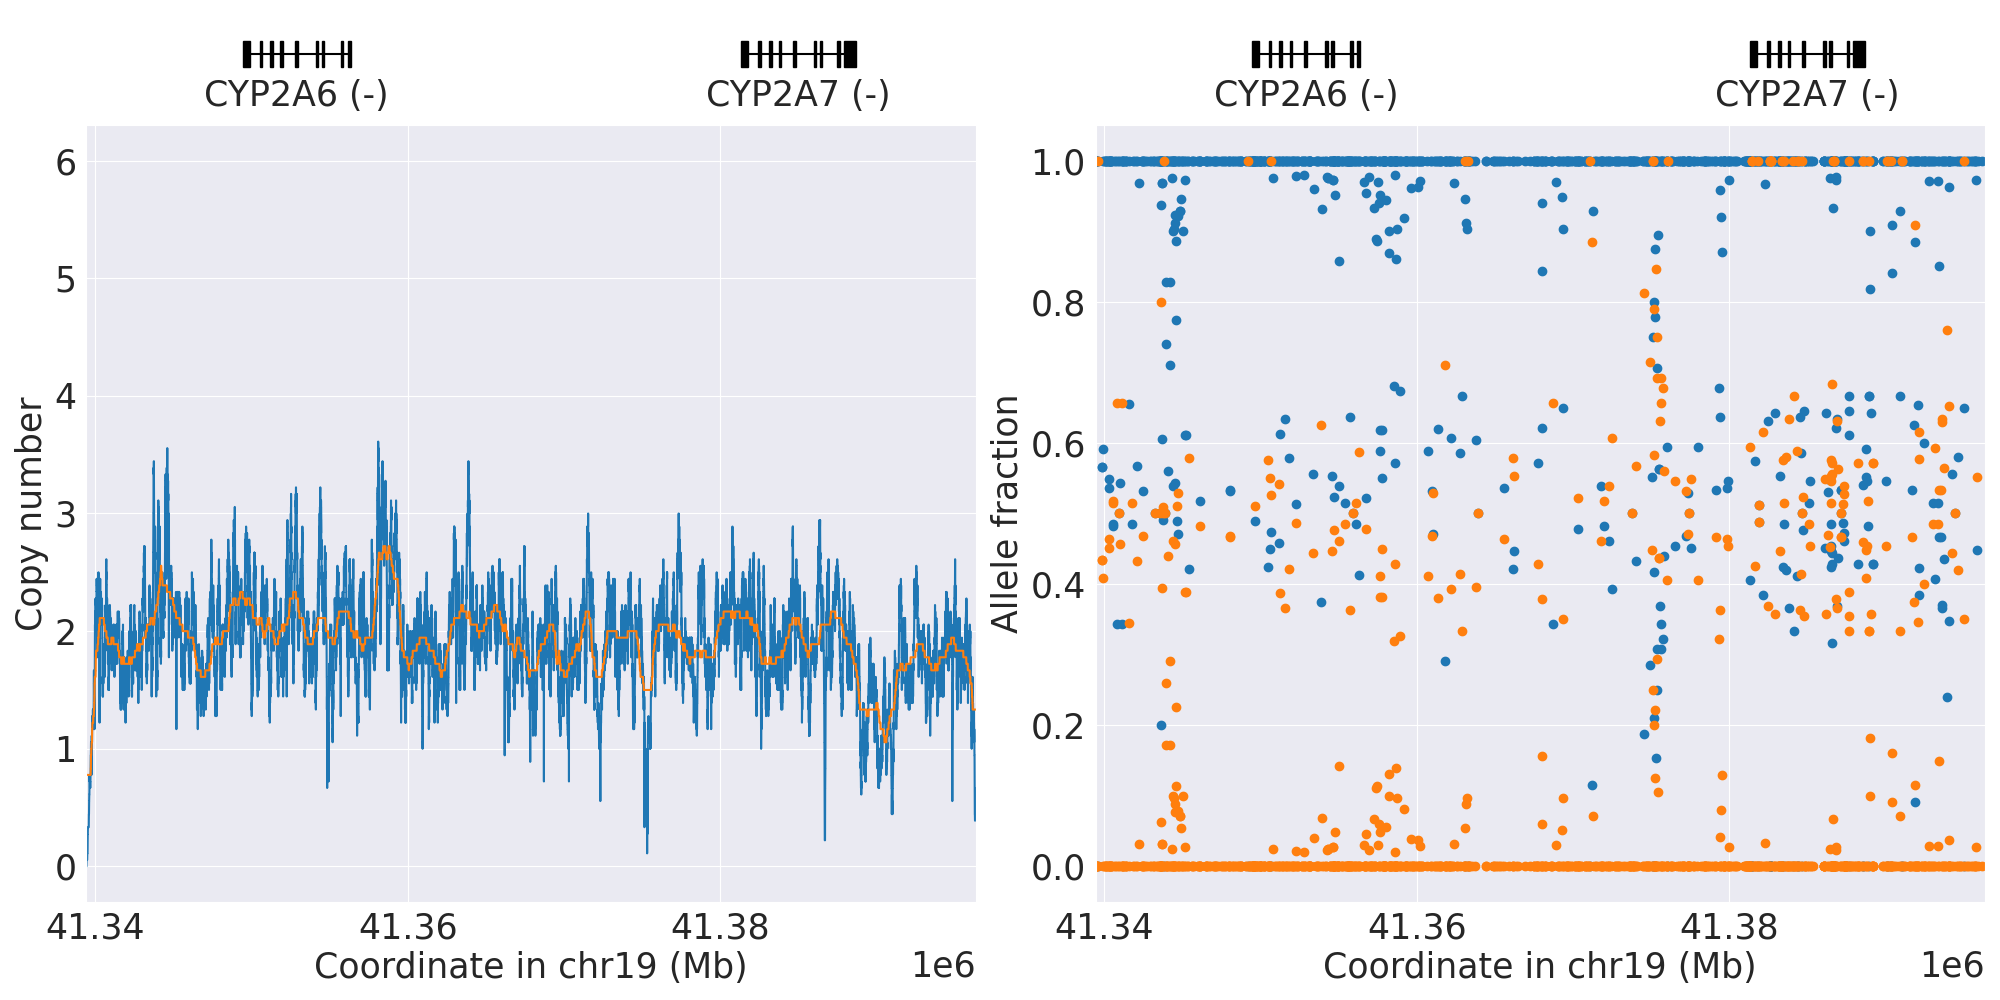 CYP2A6 (-)
CYP2A7 (-)
6
5
4
3
2
1
0
Copy number
41.34
41.36
41.38
Coordinate in chr19 (Mb)
1e6
CYP2A6 (-)
CYP2A7 (-)
1.0
0.8
0.6
0.4
0.2
0.0
Allele fraction
41.34
41.36
41.38
Coordinate in chr19 (Mb)
1e6